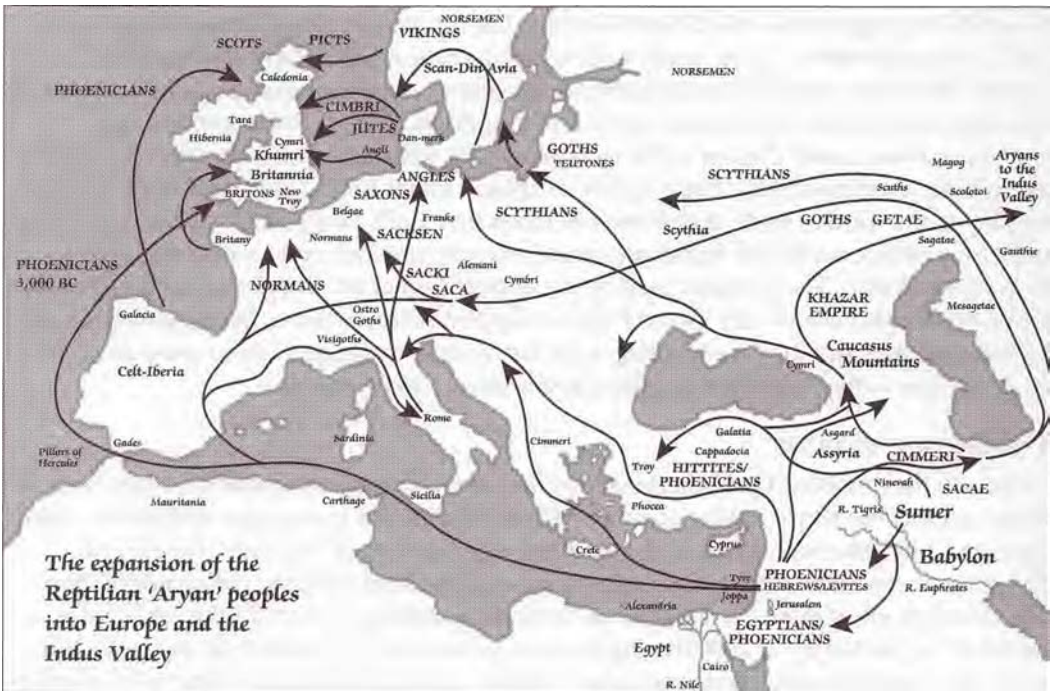 NORSEMEN
VIKINGS
SCOTS
PICTS
Scan-Din-Avia
NORSEMEN
Caledonia
PHOENICIANS
CIMBRI
Tara
JUTES
Dan-merk
Hibernia
Cymri
Khumri
Angli
GOTHS
TEUTONES
Magog
Aryans
to the
Indus
Valley
Britannia
ANGLES
SCYTHIANS
Scuths
Scolotoi
BRITONS
New
Troy
SAXONS
Belgae
Franks
SCYTHIANS
GOTHS
GETAE
Scythia
Britany
Normans
SACKSEN
Sagatae
Gauthie
PHOENICIANS
3,000 BC
Alemani
SACKI
Cymbri
NORMANS
SACA
KHAZAR
EMPIRE
Mesagetae
Galacia
Ostro
Goths
Visigoths
Caucasus
Mountains
Celt-Iberia
Cymri
Rome
Galatia
Asgard
Sardinia
Cimmeri
Cappadocia
Assyria
Gades
Troy
CIMMERI
Pillars of
Hercules
HITTITES/
PHOENICIANS
Ninevah
SACAE
Mauritania
Carthage
Sicilia
Phocea
R. Tigris
Sumer
Crete
Cyprus
Babylon
The expansion of the
Reptilian ‘Aryan’ peoples
into Europe and the
Indus Valley
Tyre
PHOENICIANS
HEBREWS/LEVITES
Joppa
R. Euphrates
Alexandria
Jerusalem
EGYPTIANS/
PHOENICIANS
Egypt
Cairo
R. Nile